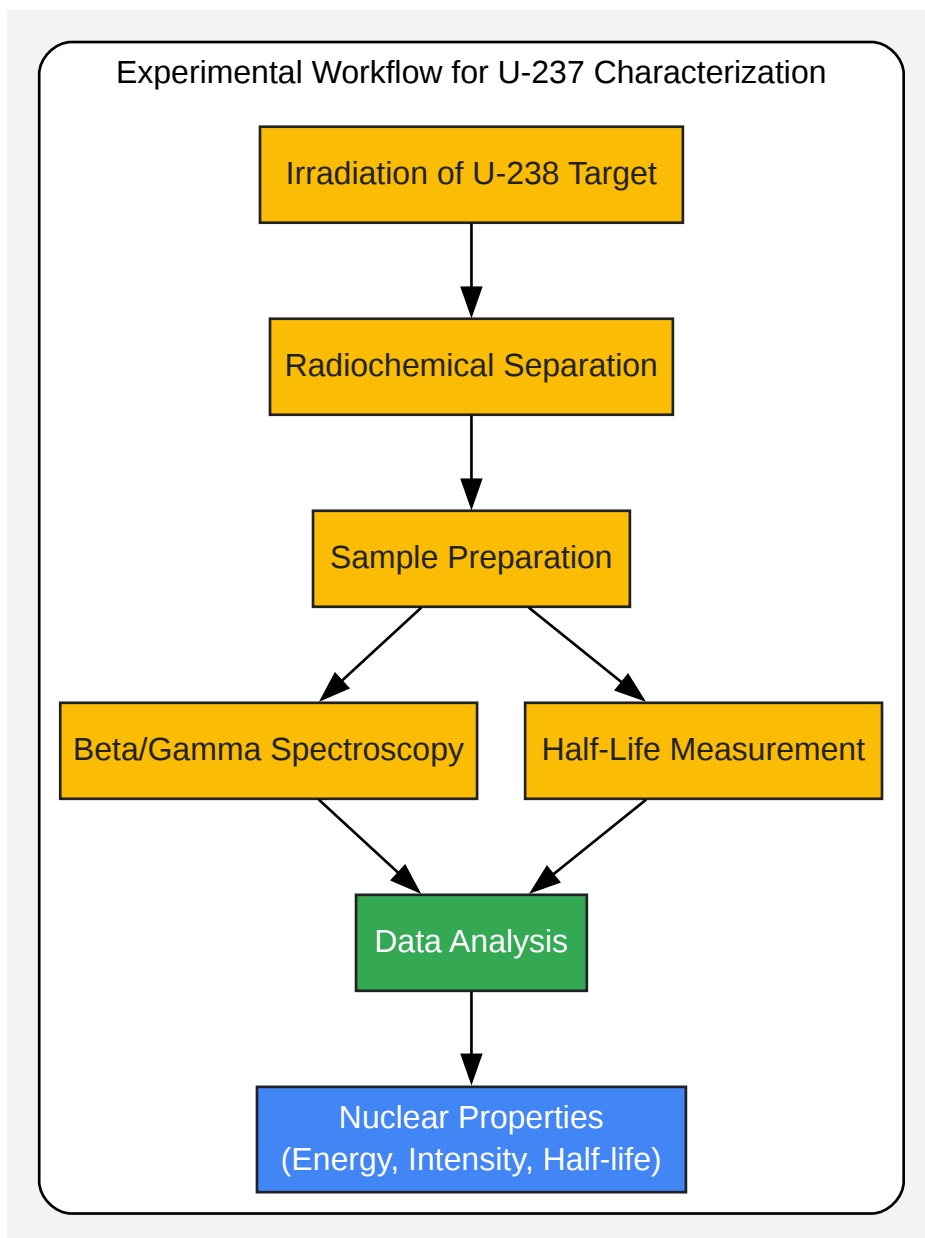 Experimental Workflow for U-237 Characterization
Irradiation of U-238 Target
Radiochemical Separation
Sample Preparation
Beta/Gamma Spectroscopy
Half-Life Measurement
Data Analysis
Nuclear Properties
(Energy, Intensity, Half-life)